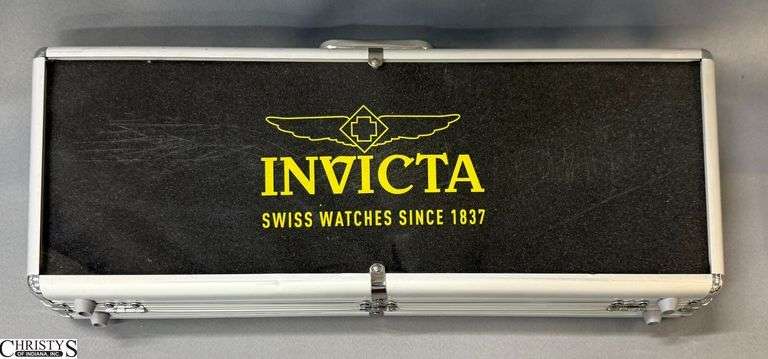 INVICTA
SWISS WATCHES SINCE 1837
CHRISTY'S
OF INDIANA, INC.